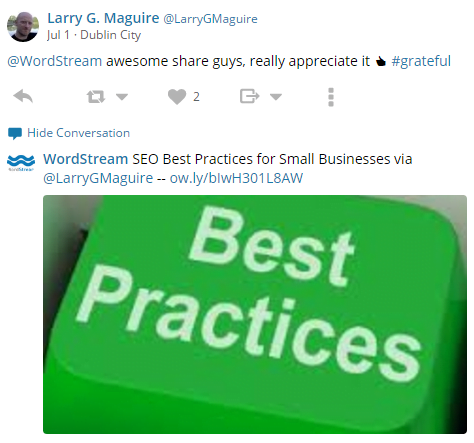 Larry G. Maguire @LarryGMaguire
Jul 1 · Dublin City
@WordStream awesome share guys, really appreciate it #grateful
2
Hide Conversation
WordStream SEO Best Practices for Small Businesses via
@LarryGMaguire -- ow.ly/bIwH301L8AW
WordStream
Best
Practices